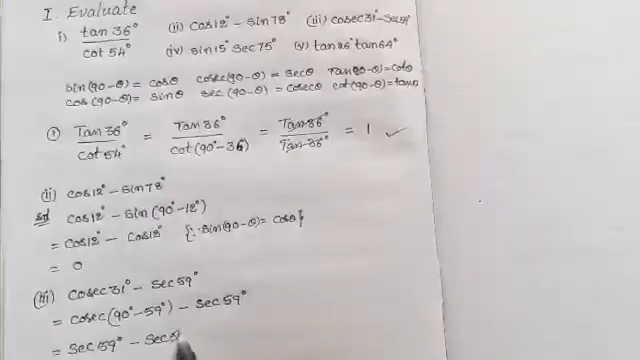 I. Evaluate
i) tan 36° / cot 54° (ii) cos12° - sin 78° (iii) cosec 31° - sec 59°
(iv) sin15° sec 75° (v) tan 26° tan 64°
sin(90-θ) = cosθ cosec(90-θ) = secθ Tan(90-θ) = cotθ
cos(90-θ) = sinθ sec(90-θ) = cosecθ cot(90-θ) = tanθ
① Tan 36° / cot 54° = Tan 36° / cot(90°-36) = Tan 36° / Tan 36° = 1 ✓
(ii) cos12° - sin 78°
Sol cos12° - sin(90°-12°)
= cos12° - cos12° {∵ sin(90-θ) = cosθ}
= 0
(iii) cosec 31° - sec 59°
= cosec(90°-59°) - sec 59°
= sec 59° - sec